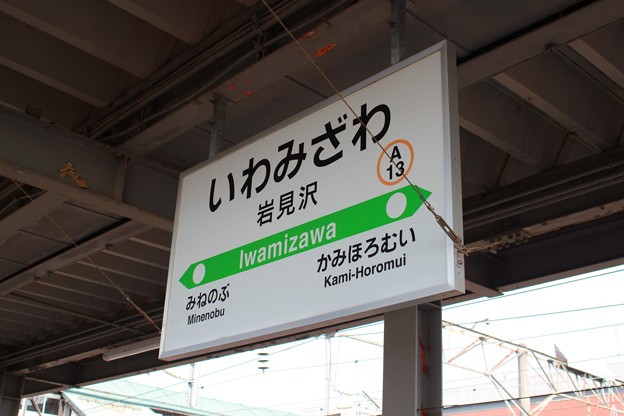 いわみざわ
A
13
岩見沢
Iwamizawa
みねのぶ
Minenobu
かみほろむい
Kami-Horomui